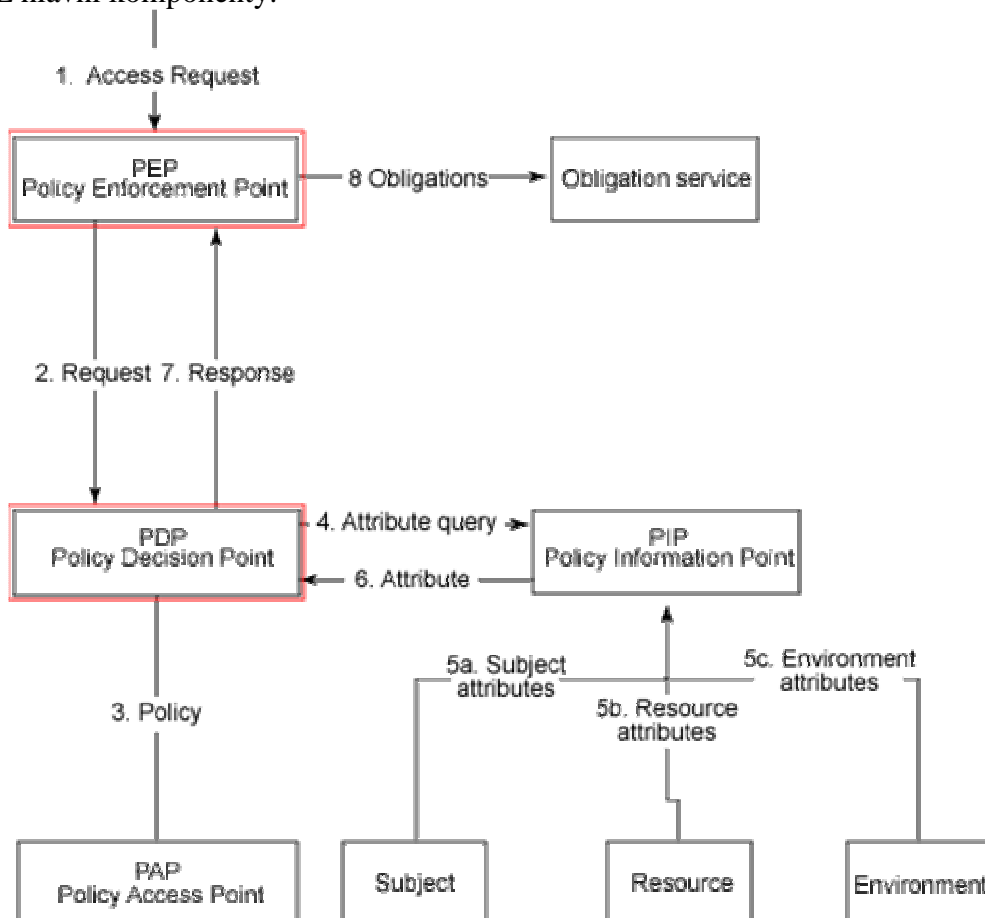 komponenty.
1. Access Request
PEP
Policy Enforcement Point
8 Obligations
Obligation service
2. Request
7. Response
PDP
Policy Decision Point
4. Attribute query
6. Attribute
PIP
Policy Information Point
5a. Subject
attributes
5b. Resource
attributes
5c. Environment
attributes
3. Policy
PAP
Policy Access Point
Subject
Resource
Environment